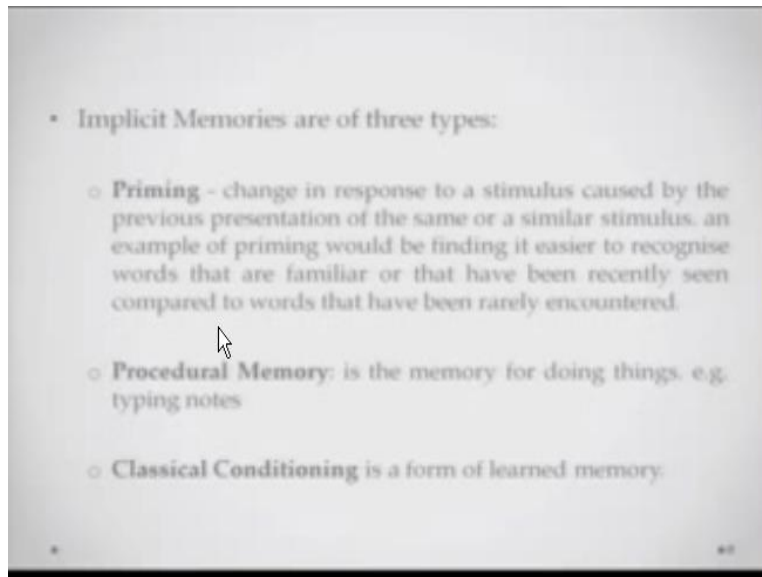 • Implicit Memories are of three types:
o Priming - change in response to a stimulus caused by the
previous presentation of the same or a similar stimulus. an
example of priming would be finding it easier to recognise
words that are familiar or that have been recently seen
compared to words that have been rarely encountered.
o Procedural Memory: is the memory for doing things. e.g.
typing notes
o Classical Conditioning is a form of learned memory.